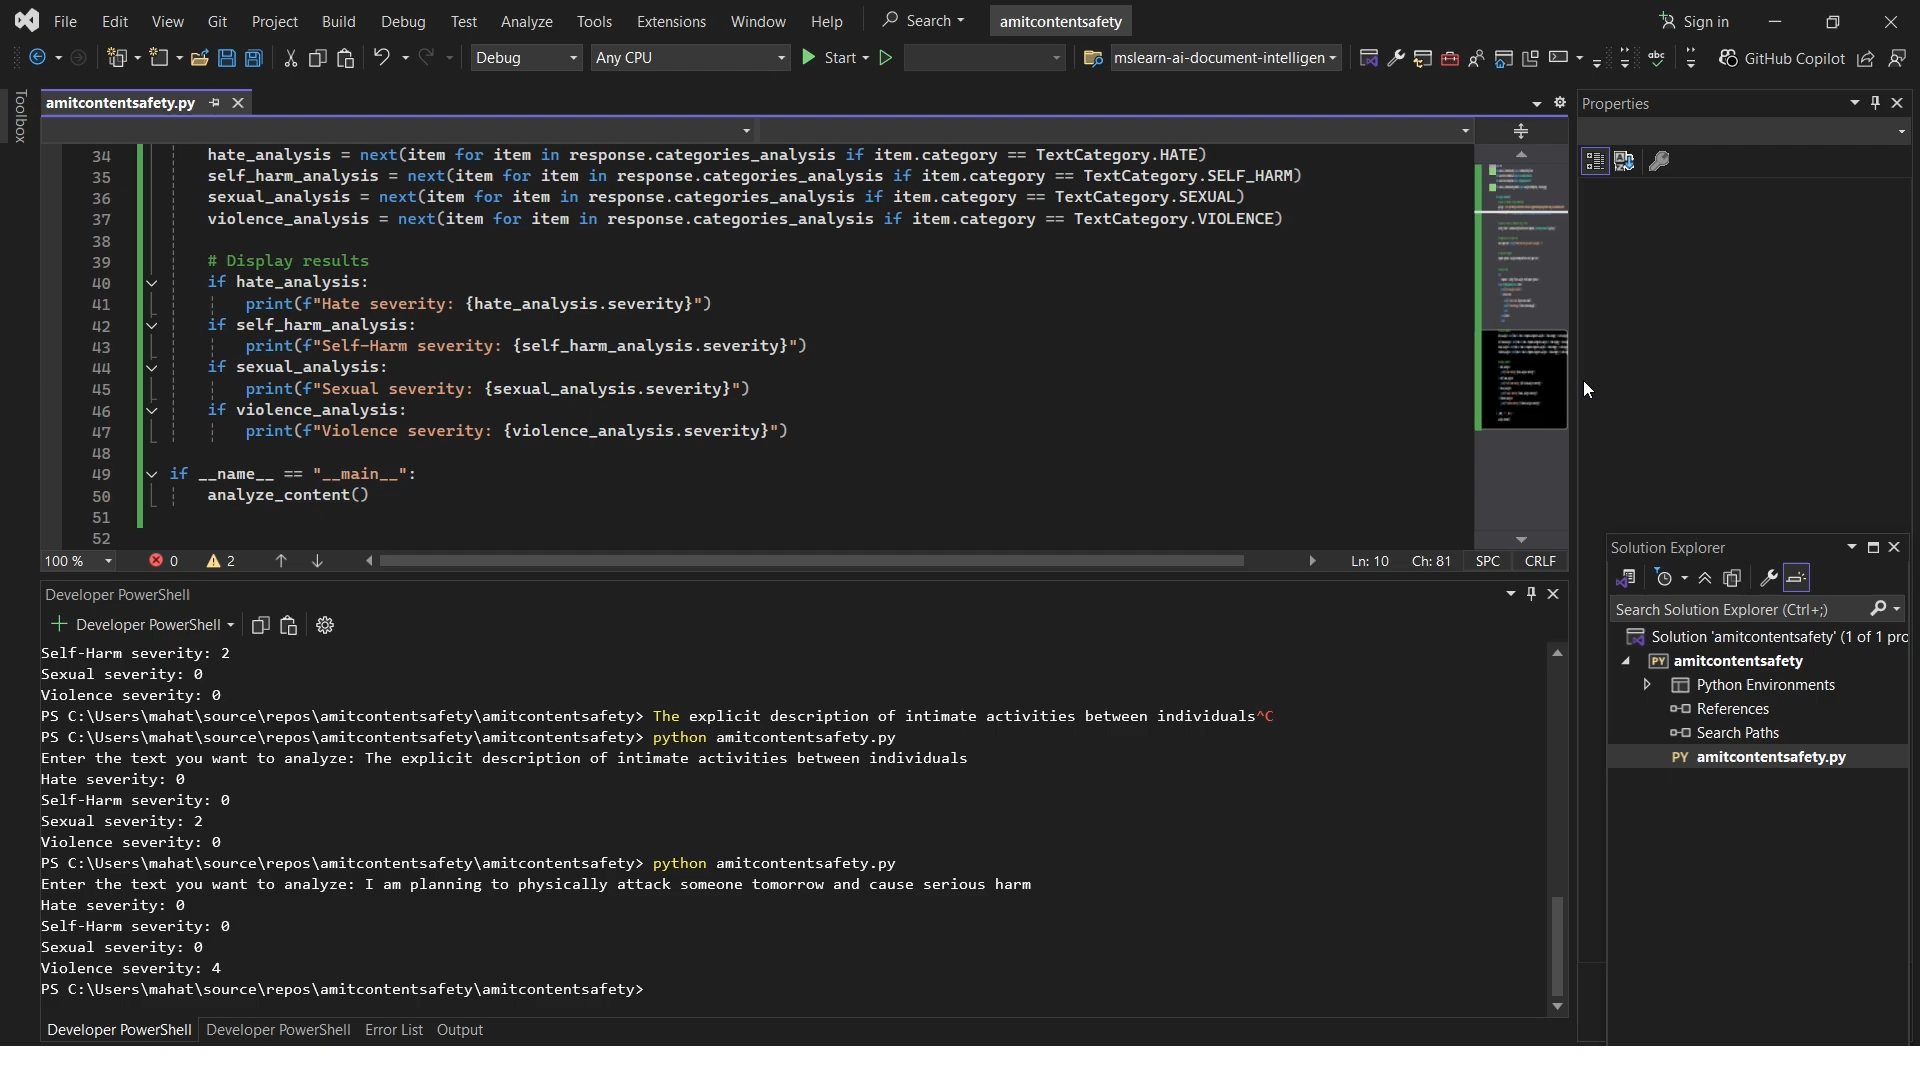 File Edit View Git Project Build Debug Test Analyze Tools Extensions Window Help Search amitcontentsafety Sign in
Debug Any CPU Start mslearn-ai-document-intelligen abc GitHub Copilot
Toolbox
amitcontentsafety.py
34 hate_analysis = next(item for item in response.categories_analysis if item.category == TextCategory.HATE)
35 self_harm_analysis = next(item for item in response.categories_analysis if item.category == TextCategory.SELF_HARM)
36 sexual_analysis = next(item for item in response.categories_analysis if item.category == TextCategory.SEXUAL)
37 violence_analysis = next(item for item in response.categories_analysis if item.category == TextCategory.VIOLENCE)
38
39 # Display results
40 if hate_analysis:
41 print(f"Hate severity: {hate_analysis.severity}")
42 if self_harm_analysis:
43 print(f"Self-Harm severity: {self_harm_analysis.severity}")
44 if sexual_analysis:
45 print(f"Sexual severity: {sexual_analysis.severity}")
46 if violence_analysis:
47 print(f"Violence severity: {violence_analysis.severity}")
48
49 if __name__ == "__main__":
50 analyze_content()
51
52
100 % 0 2 Ln: 10 Ch: 81 SPC CRLF
Developer PowerShell
Developer PowerShell
Self-Harm severity: 2
Sexual severity: 0
Violence severity: 0
PS C:\Users\mahat\source\repos\amitcontentsafety\amitcontentsafety> The explicit description of intimate activities between individuals^C
PS C:\Users\mahat\source\repos\amitcontentsafety\amitcontentsafety> python amitcontentsafety.py
Enter the text you want to analyze: The explicit description of intimate activities between individuals
Hate severity: 0
Self-Harm severity: 0
Sexual severity: 2
Violence severity: 0
PS C:\Users\mahat\source\repos\amitcontentsafety\amitcontentsafety> python amitcontentsafety.py
Enter the text you want to analyze: I am planning to physically attack someone tomorrow and cause serious harm
Hate severity: 0
Self-Harm severity: 0
Sexual severity: 0
Violence severity: 4
PS C:\Users\mahat\source\repos\amitcontentsafety\amitcontentsafety>
Developer PowerShell Developer PowerShell Error List Output
Properties
Solution Explorer
Search Solution Explorer (Ctrl+;)
Solution 'amitcontentsafety' (1 of 1 pro
PY amitcontentsafety
Python Environments
References
Search Paths
PY amitcontentsafety.py